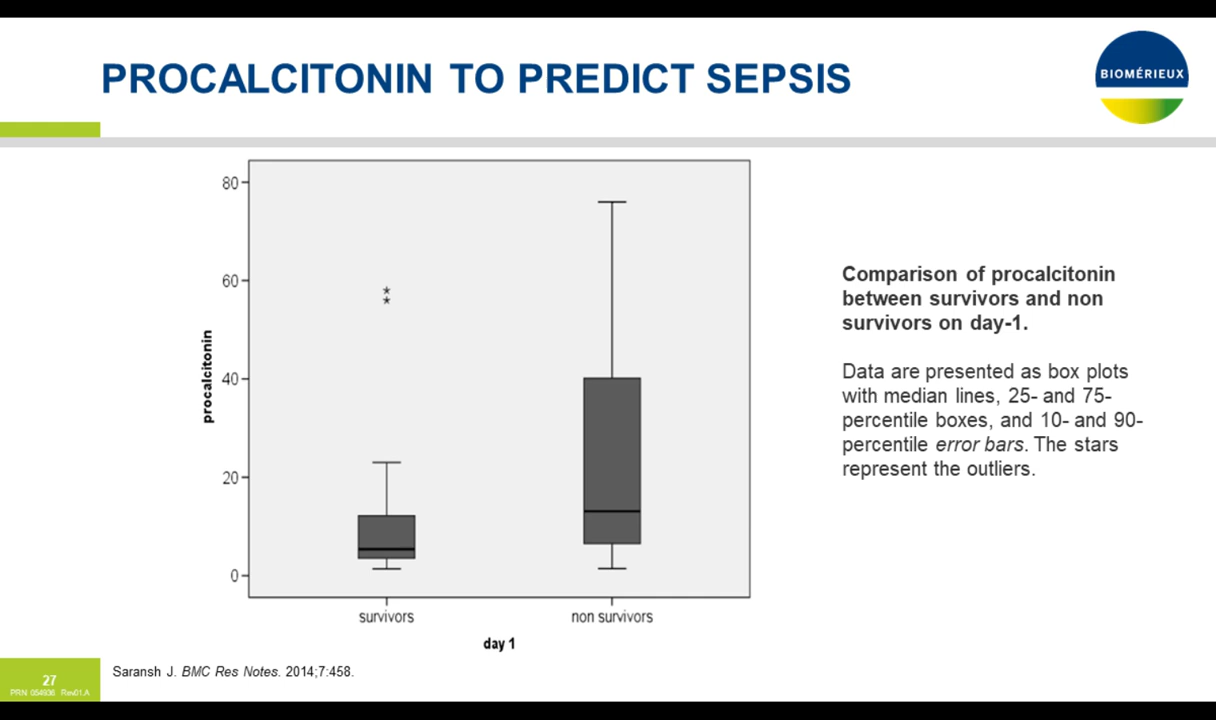 PROCALCITONIN TO PREDICT SEPSIS
BIOMÉRIEUX
80
60
40
20
0
procalcitonin
*
*
survivors
non survivors
day 1
Comparison of procalcitonin
between survivors and non
survivors on day-1.
Data are presented as box plots
with median lines, 25- and 75-
percentile boxes, and 10- and 90-
percentile error bars. The stars
represent the outliers.
Saransh J. BMC Res Notes. 2014;7:458.
27
PRN 054936 Rev01.A